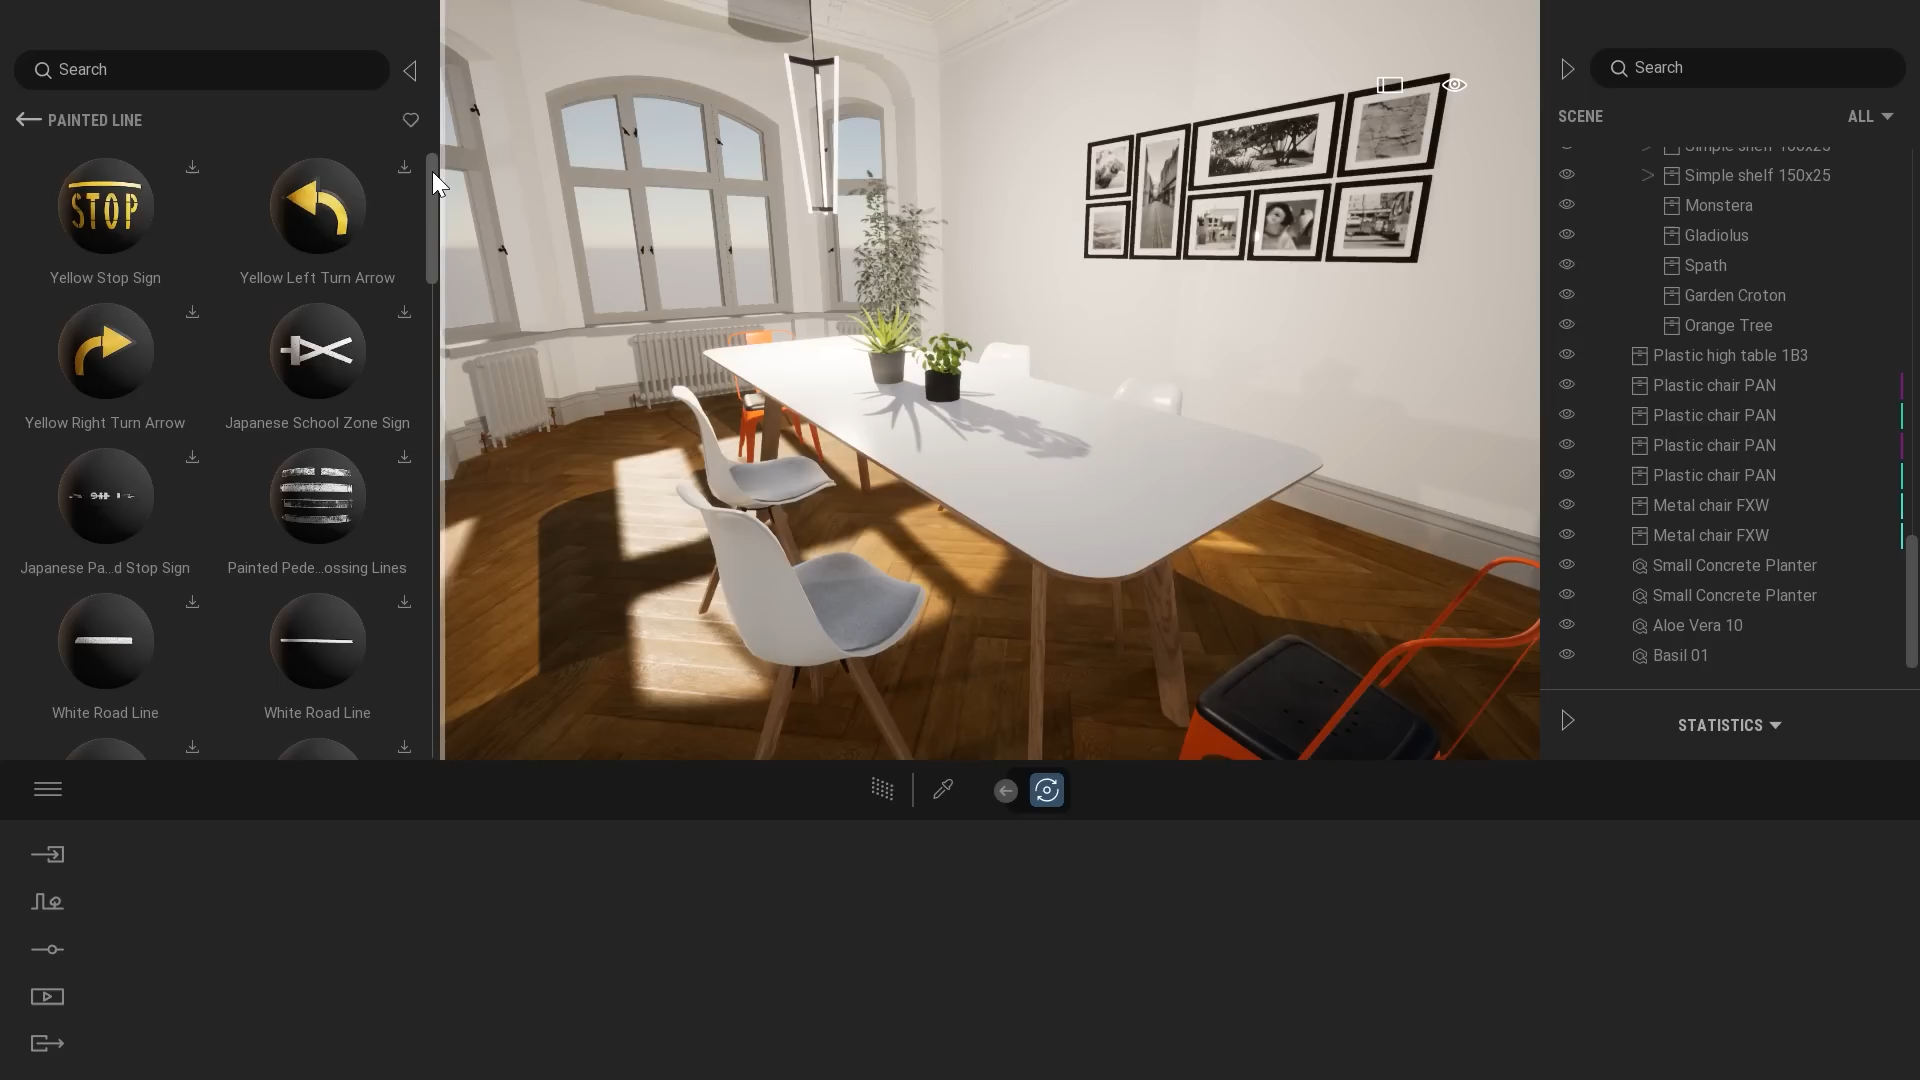 Search
PAINTED LINE
STOP
Yellow Stop Sign
Yellow Left Turn Arrow
Yellow Right Turn Arrow
Japanese School Zone Sign
Japanese Pa...d Stop Sign
Painted Pede...ossing Lines
White Road Line
White Road Line
Search
SCENE
ALL
Simple shelf 150x25
Monstera
Gladiolus
Spath
Garden Croton
Orange Tree
Plastic high table 1B3
Plastic chair PAN
Plastic chair PAN
Plastic chair PAN
Plastic chair PAN
Metal chair FXW
Metal chair FXW
Small Concrete Planter
Small Concrete Planter
Aloe Vera 10
Basil 01
STATISTICS